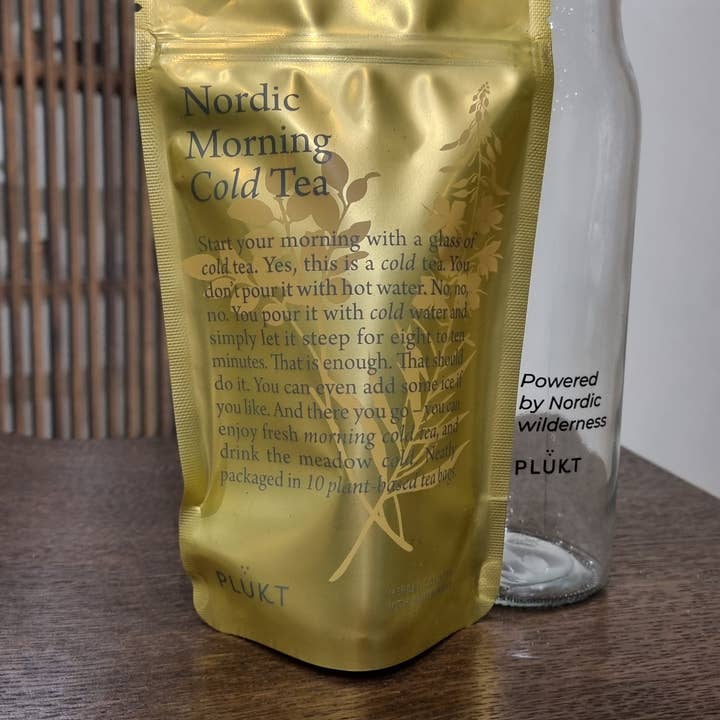 Nordic
Morning
Cold Tea
Start your morning with a glass of
cold tea. Yes, this is a cold tea. You
don't pour it with hot water. No, no,
no. You pour it with cold water and
simply let it steep for eight to ten
minutes. That is enough. That should
do it. You can even add some ice if
you like. And there you go – you can
enjoy fresh morning cold tea, and
drink the meadow cold. Neatly
packaged in 10 plant-based tea bags.
PLŪKT
Powered
by Nordic
wilderness
PLŪKT